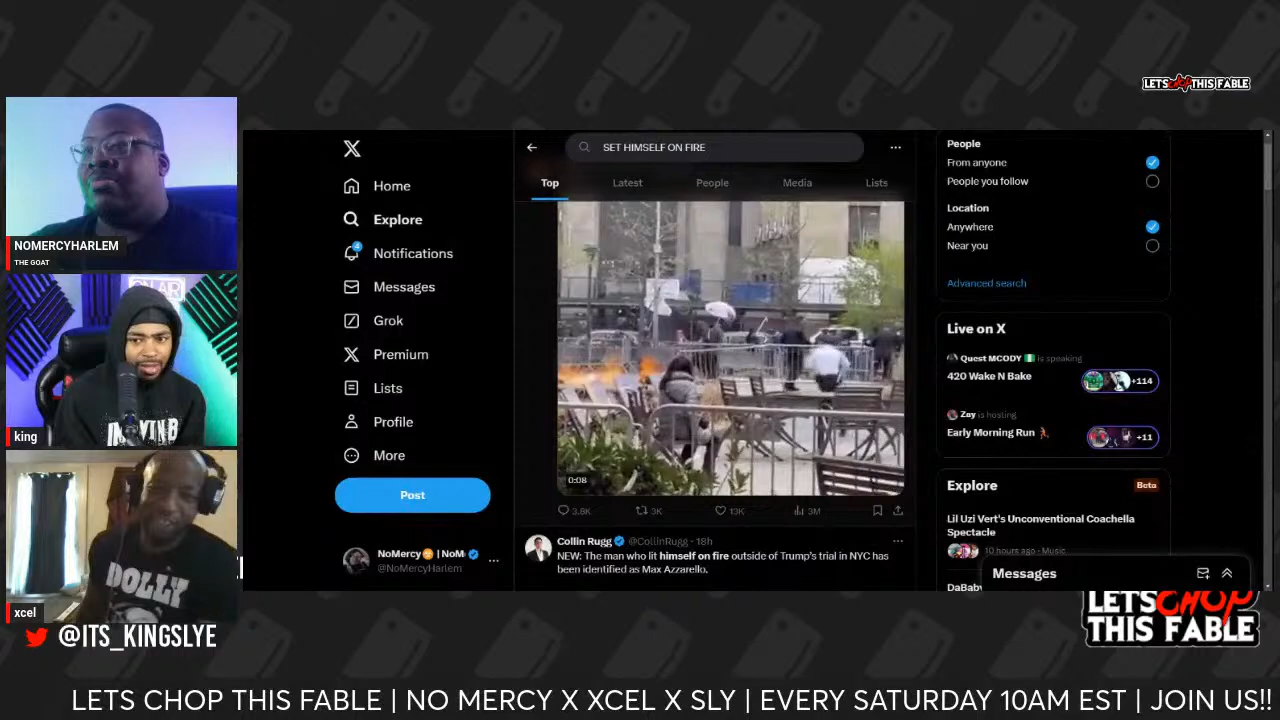 LETS CHOP THIS FABLE
NOMERCYHARLEM
THE GOAT
ON AIR
king
DOLLY
xcel
@ITS_KINGSLYE
X
Home
Explore
4
Notifications
Messages
Grok
Premium
Lists
Profile
More
Post
NoMercy | NoM
@NoMercyHarlem
SET HIMSELF ON FIRE
Top Latest People Media Lists
0:08
3.8K 3K 13K 3M
Collin Rugg @CollinRugg · 18h
NEW: The man who lit himself on fire outside of Trump's trial in NYC has
been identified as Max Azzarello.
People
From anyone
People you follow
Location
Anywhere
Near you
Advanced search
Live on X
Quest MCODY is speaking
420 Wake N Bake
+114
Zay is hosting
Early Morning Run
+11
Explore Beta
Lil Uzi Vert's Unconventional Coachella
Spectacle
10 hours ago · Music
DaBaby
Messages
LETS CHOP
THIS FABLE
LETS CHOP THIS FABLE | NO MERCY X XCEL X SLY | EVERY SATURDAY 10AM EST | JOIN US!!